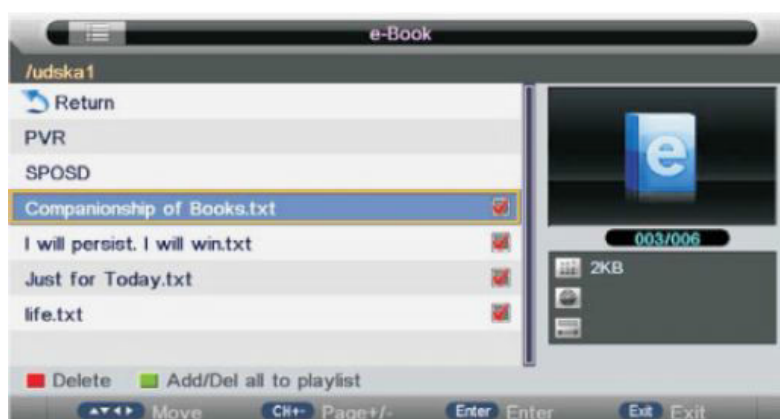 e-Book
/udska1
Return
PVR
SPOSD
Companionship of Books.txt
I will persist. I will win.txt
Just for Today.txt
life.txt
003/006
2KB
Delete Add/Del all to playlist
Move CH+- Page+/- Enter Enter Exit Exit